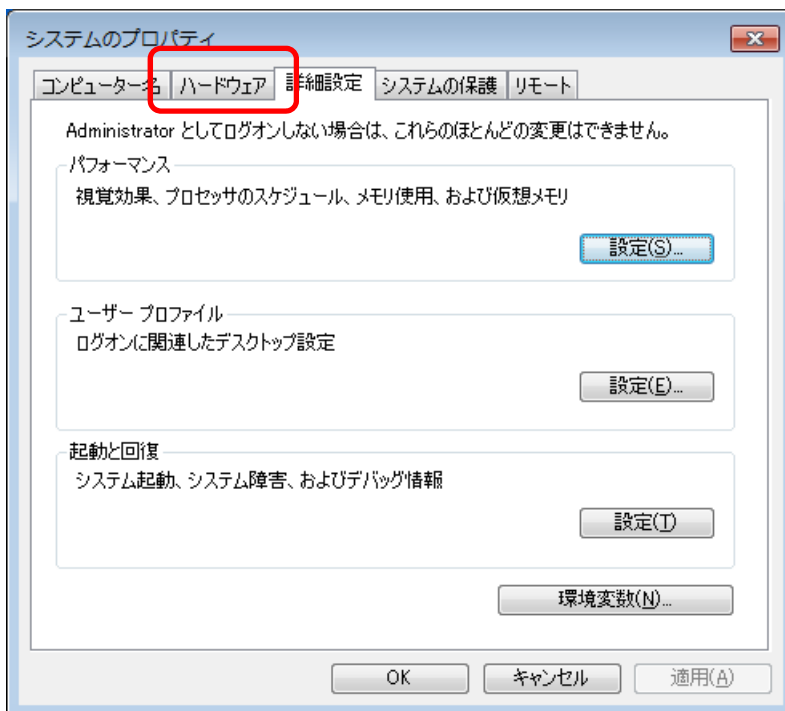 システムのプロパティ
コンピューター名 ハードウェア 詳細設定 システムの保護 リモート
Administrator としてログオンしない場合は、これらのほとんどの変更はできません。
パフォーマンス
視覚効果、プロセッサのスケジュール、メモリ使用、および仮想メモリ
設定(S)...
ユーザー プロファイル
ログオンに関連したデスクトップ設定
設定(E)...
起動と回復
システム起動、システム障害、およびデバッグ情報
設定(T)
環境変数(N)...
OK キャンセル 適用(A)